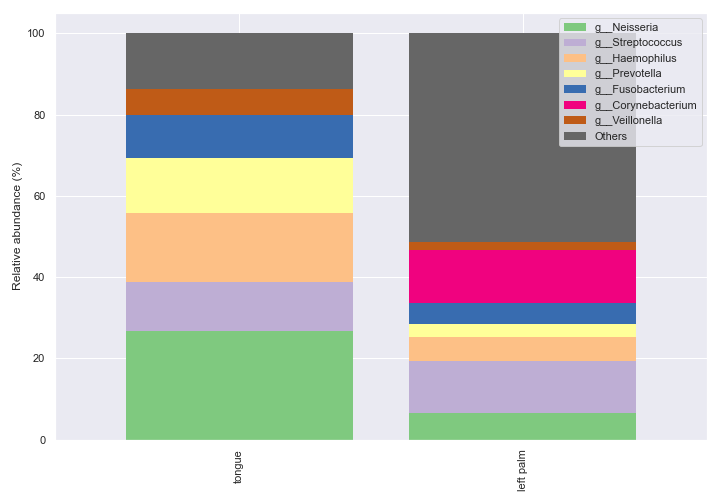 100
80
60
40
20
0
Relative abundance (%)
g__Neisseria
g__Streptococcus
g__Haemophilus
g__Prevotella
g__Fusobacterium
g__Corynebacterium
g__Veillonella
Others
tongue
left palm